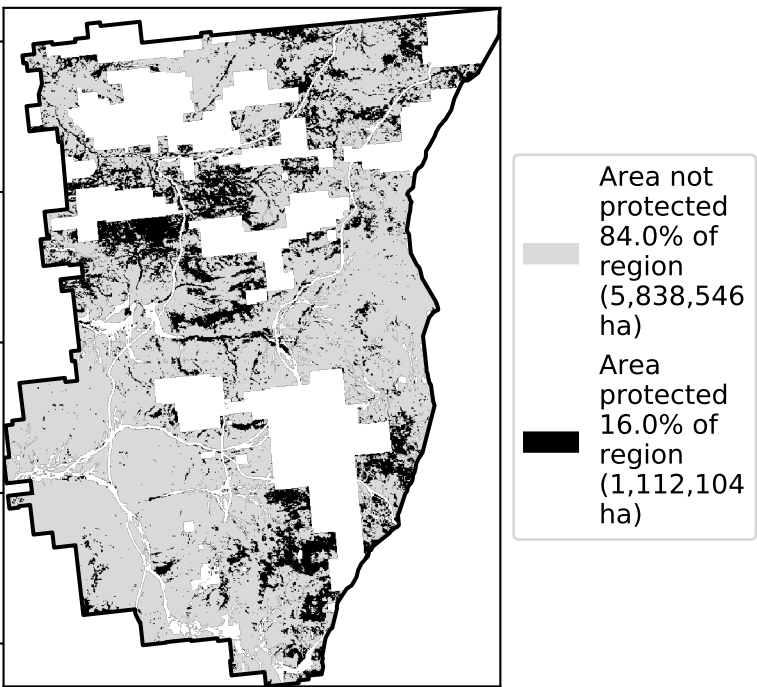 Area not
protected
84.0% of
region
(5,838,546
ha)
Area
protected
16.0% of
region
(1,112,104
ha)